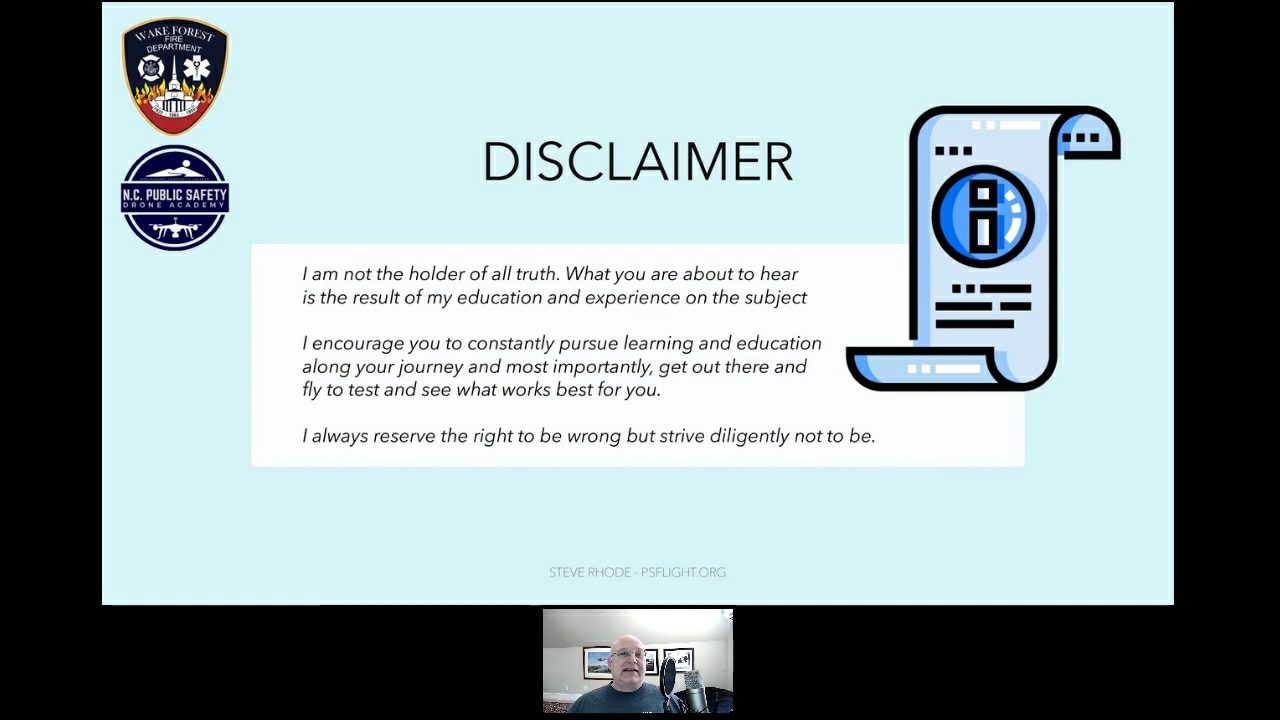 WAKE FOREST
FIRE
DEPARTMENT
N.C. PUBLIC SAFETY
DRONE ACADEMY
DISCLAIMER
I am not the holder of all truth. What you are about to hear
is the result of my education and experience on the subject
I encourage you to constantly pursue learning and education
along your journey and most importantly, get out there and
fly to test and see what works best for you.
I always reserve the right to be wrong but strive diligently not to be.
STEVE RHODE - PSFLIGHT.ORG